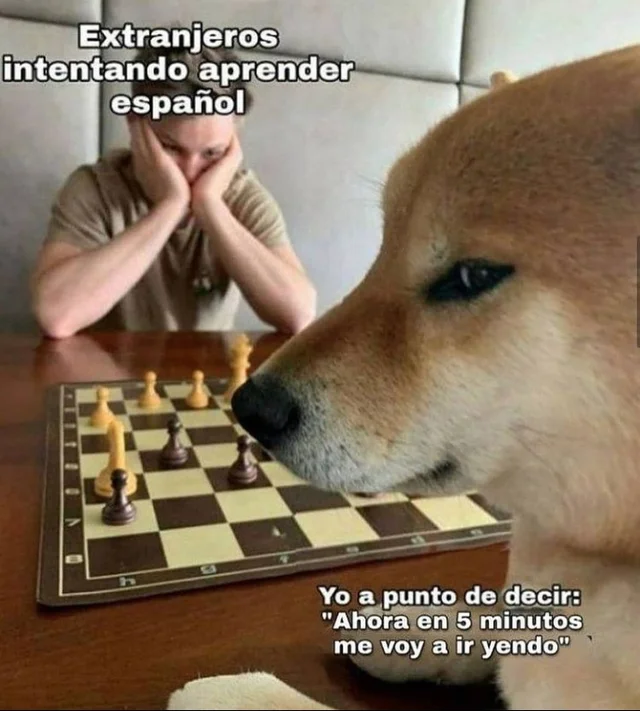 Extranjeros
intentando aprender
español
Yo a punto de decir:
"Ahora en 5 minutos
me voy a ir yendo"